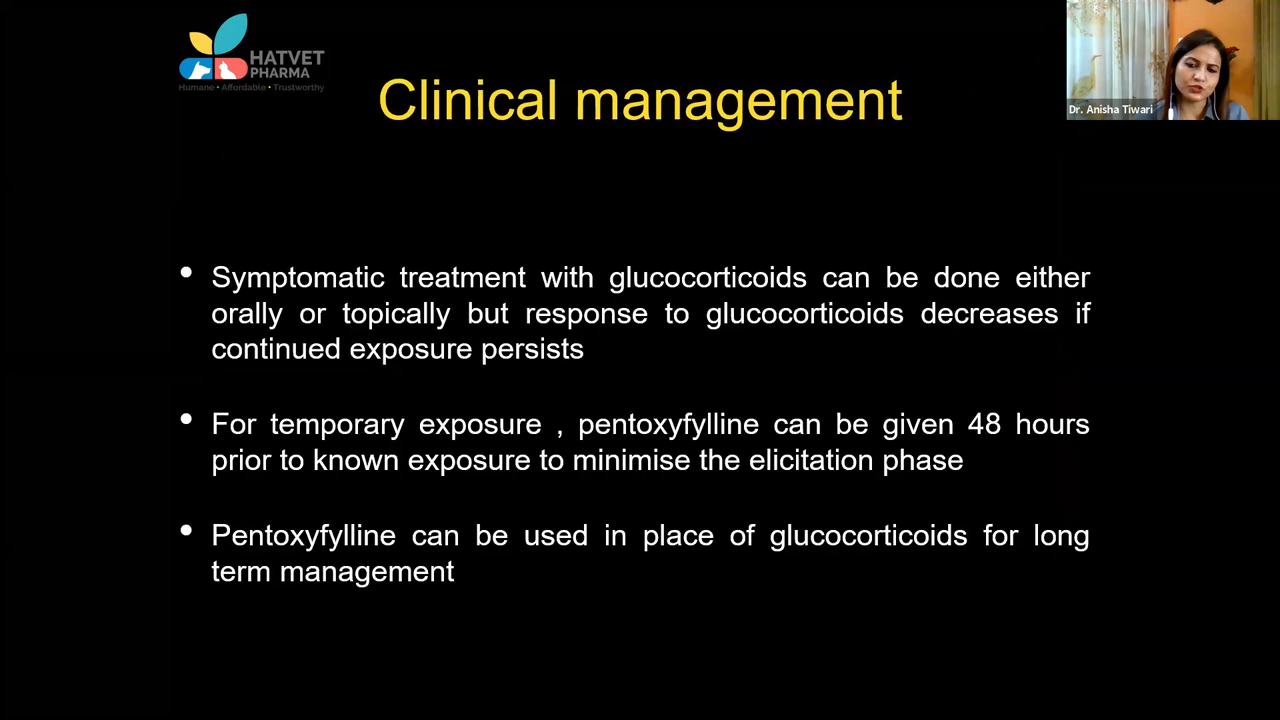 HATVET
PHARMA
Humane • Affordable • Trustworthy
Clinical management
Dr. Anisha Tiwari
• Symptomatic treatment with glucocorticoids can be done either
orally or topically but response to glucocorticoids decreases if
continued exposure persists
• For temporary exposure , pentoxyfylline can be given 48 hours
prior to known exposure to minimise the elicitation phase
• Pentoxyfylline can be used in place of glucocorticoids for long
term management